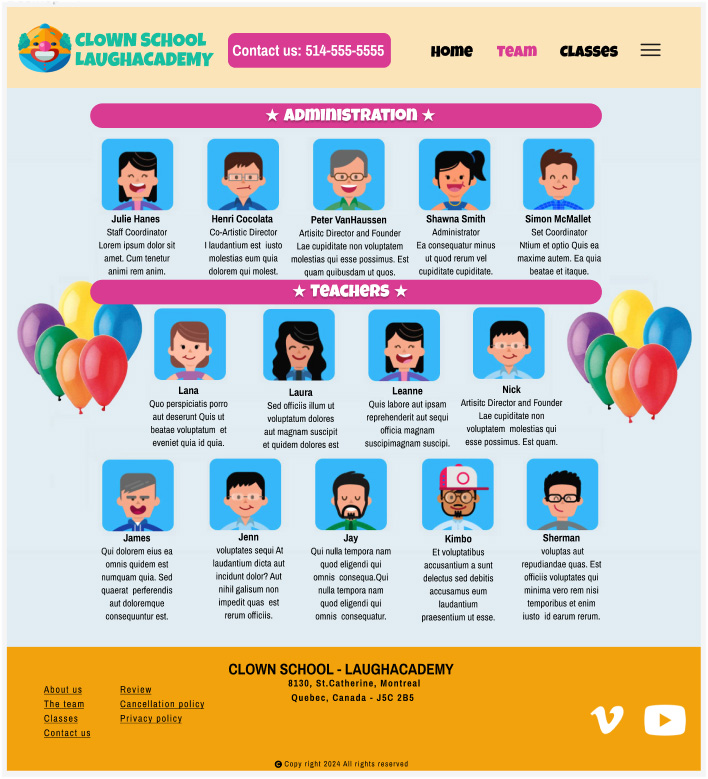 CLOWN SCHOOL
LAUGHACADEMY
Contact us: 514-555-5555
Home
Team
Classes
★ Administration ★
Julie Hanes
Staff Coordinator
Lorem ipsum dolor sit
amet. Cum tenetur
animi rem anim.
Henri Cocolata
Co-Artistic Director
I laudantium est iusto
molestias eum quia
dolorem qui molest.
Peter VanHaussen
Artisitc Director and Founder
Lae cupiditate non voluptatem
molestias qui esse possimus. Est
quam quibusdam ut quos.
Shawna Smith
Administrator
Ea consequatur minus
ut quod rerum vel
cupiditate cupiditate.
Simon McMallet
Set Coordinator
Ntium et optio Quis ea
maxime autem. Ea quia
beatae et itaque.
★ Teachers ★
Lana
Quo perspiciatis porro
aut deserunt Quis ut
beatae voluptatum et
eveniet quia id quia.
Laura
Sed officiis illum ut
voluptatum dolores
aut magnam suscipit
et quidem dolores est
Leanne
Quis labore aut ipsam
reprehenderit aut sequi
officia magnam
suscipimagnam suscipi.
Nick
Artisitc Director and Founder
Lae cupiditate non
voluptatem molestias qui
esse possimus. Est quam.
James
Qui dolorem eius ea
omnis quidem est
numquam quia. Sed
quaerat perferendis
aut doloremque
consequuntur est.
Jenn
voluptates sequi At
laudantium dicta aut
incidunt dolor? Aut
nihil galisum non
impedit quas est
rerum officiis.
Jay
Qui nulla tempora nam
quod eligendi qui
omnis consequa.Qui
nulla tempora nam
quod eligendi qui
omnis consequatur.
Kimbo
Et voluptatibus
accusantium a sunt
delectus sed debitis
accusamus eum
laudantium
praesentium ut esse.
Sherman
voluptas aut
repudiandae quas. Est
officiis voluptates qui
minima vero rem nisi
temporibus et enim
iusto id earum rerum.
CLOWN SCHOOL - LAUGHACADEMY
8130, St.Catherine, Montreal
Quebec, Canada - J5C 2B5
About us
The team
Classes
Contact us
Review
Cancellation policy
Privacy policy
© Copy right 2024 All rights reserved